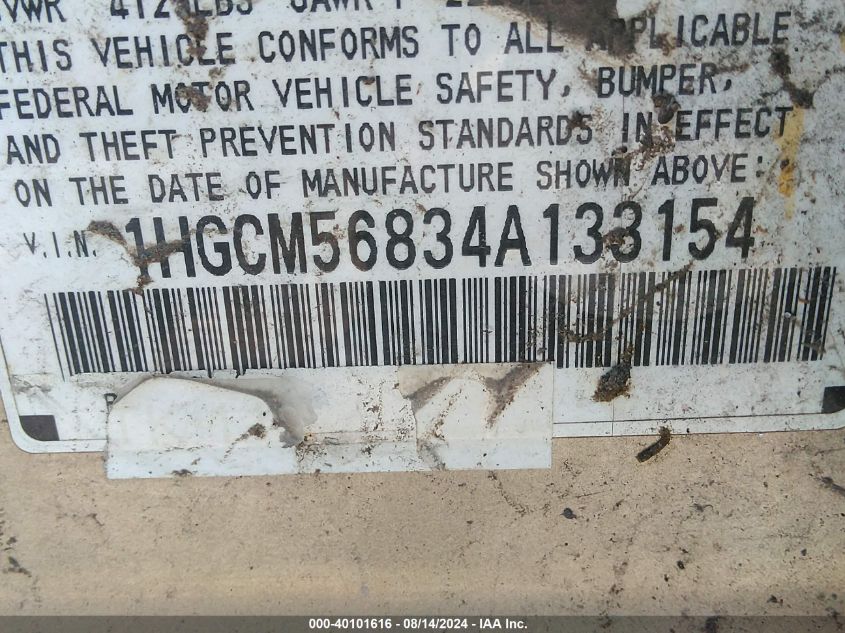 THIS VEHICLE CONFORMS TO ALL APPLICABLE
FEDERAL MOTOR VEHICLE SAFETY, BUMPER,
AND THEFT PREVENTION STANDARDS IN EFFECT
ON THE DATE OF MANUFACTURE SHOWN ABOVE:
V.I.N. 1HGCM56834A133154
000-40101616 - 08/14/2024 - IAA Inc.